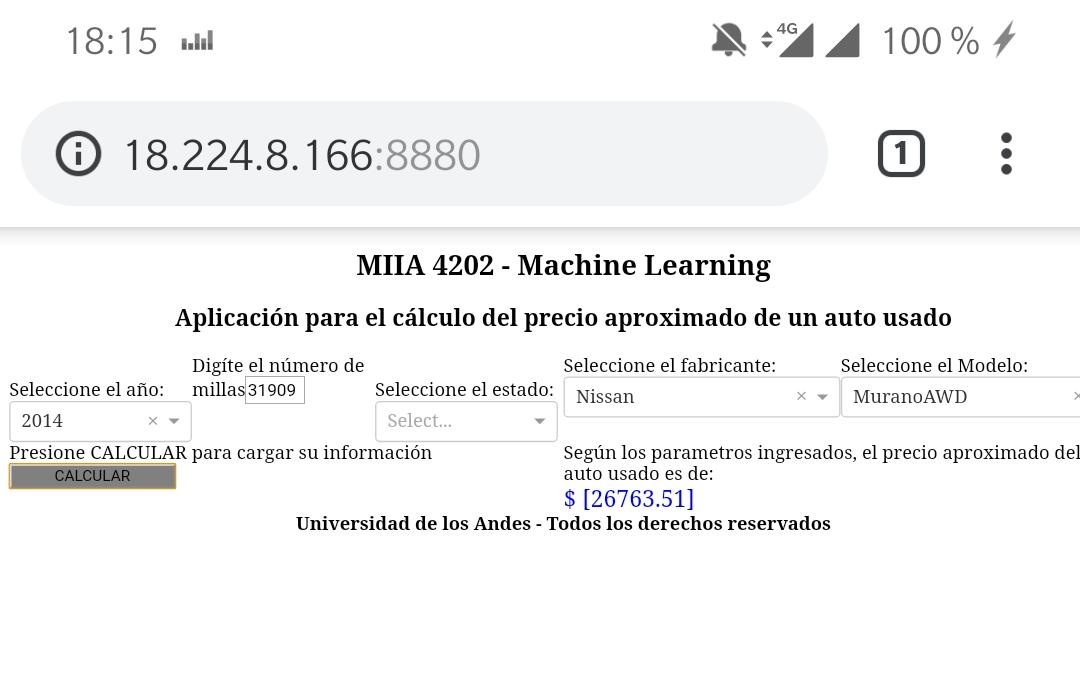 18:15 4G 100 %
18.224.8.166:8880 1
MIIA 4202 - Machine Learning
Aplicación para el cálculo del precio aproximado de un auto usado
Seleccione el año:
2014
Digíte el número de
millas 31909
Seleccione el estado:
Select...
Seleccione el fabricante:
Nissan
Seleccione el Modelo:
MuranoAWD
Presione CALCULAR para cargar su información
CALCULAR
Según los parametros ingresados, el precio aproximado del
auto usado es de:
$ [26763.51]
Universidad de los Andes - Todos los derechos reservados